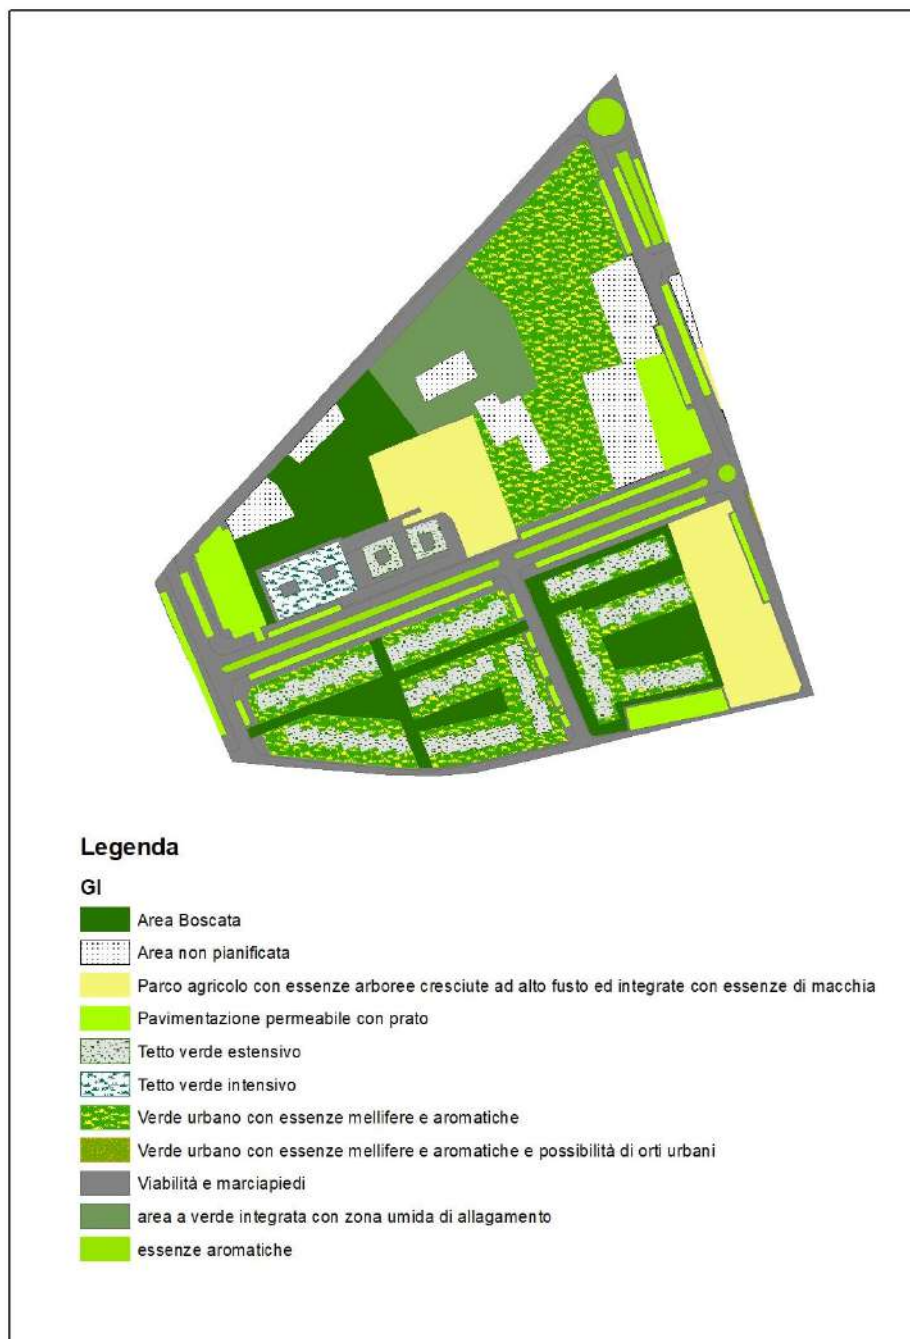 Legenda
GI
Area Boscata
Area non pianificata
Parco agricolo con essenze arboree cresciute ad alto fusto ed integrate con essenze di macchia
Pavimentazione permeabile con prato
Tetto verde estensivo
Tetto verde intensivo
Verde urbano con essenze mellifere e aromatiche
Verde urbano con essenze mellifere e aromatiche e possibilità di orti urbani
Viabilità e marciapiedi
area a verde integrata con zona umida di allagamento
essenze aromatiche